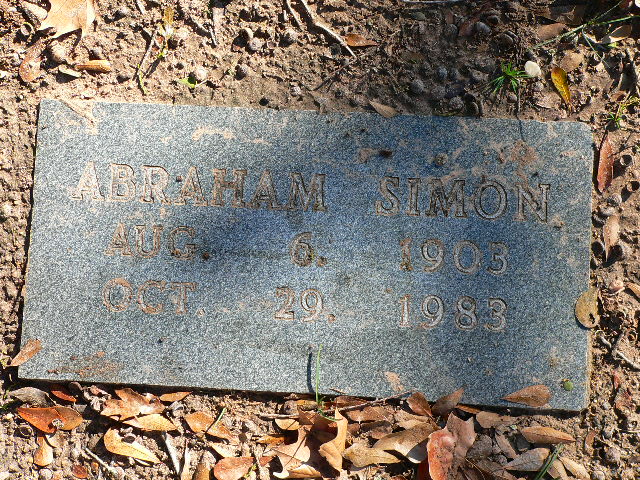 ABRAHAM SIMON
AUG. 6. 1903
OCT. 29. 1983